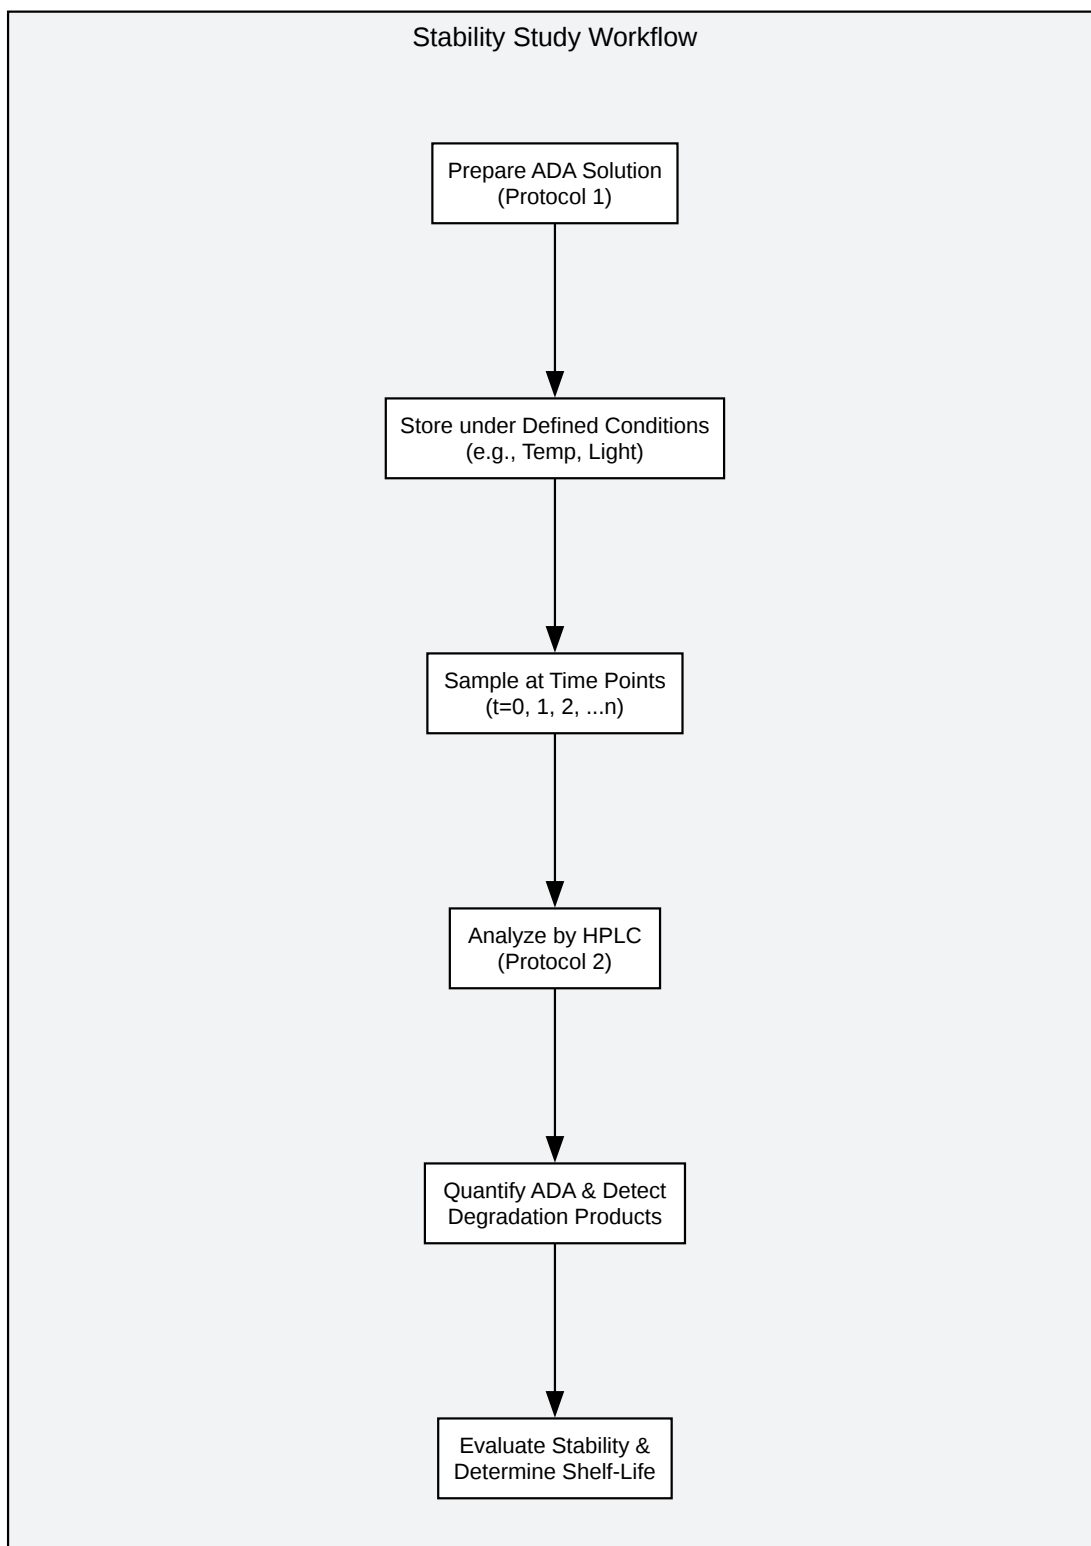 Stability Study Workflow
Prepare ADA Solution
(Protocol 1)
Store under Defined Conditions
(e.g., Temp, Light)
Sample at Time Points
(t=0, 1, 2, ...n)
Analyze by HPLC
(Protocol 2)
Quantify ADA & Detect
Degradation Products
Evaluate Stability &
Determine Shelf-Life